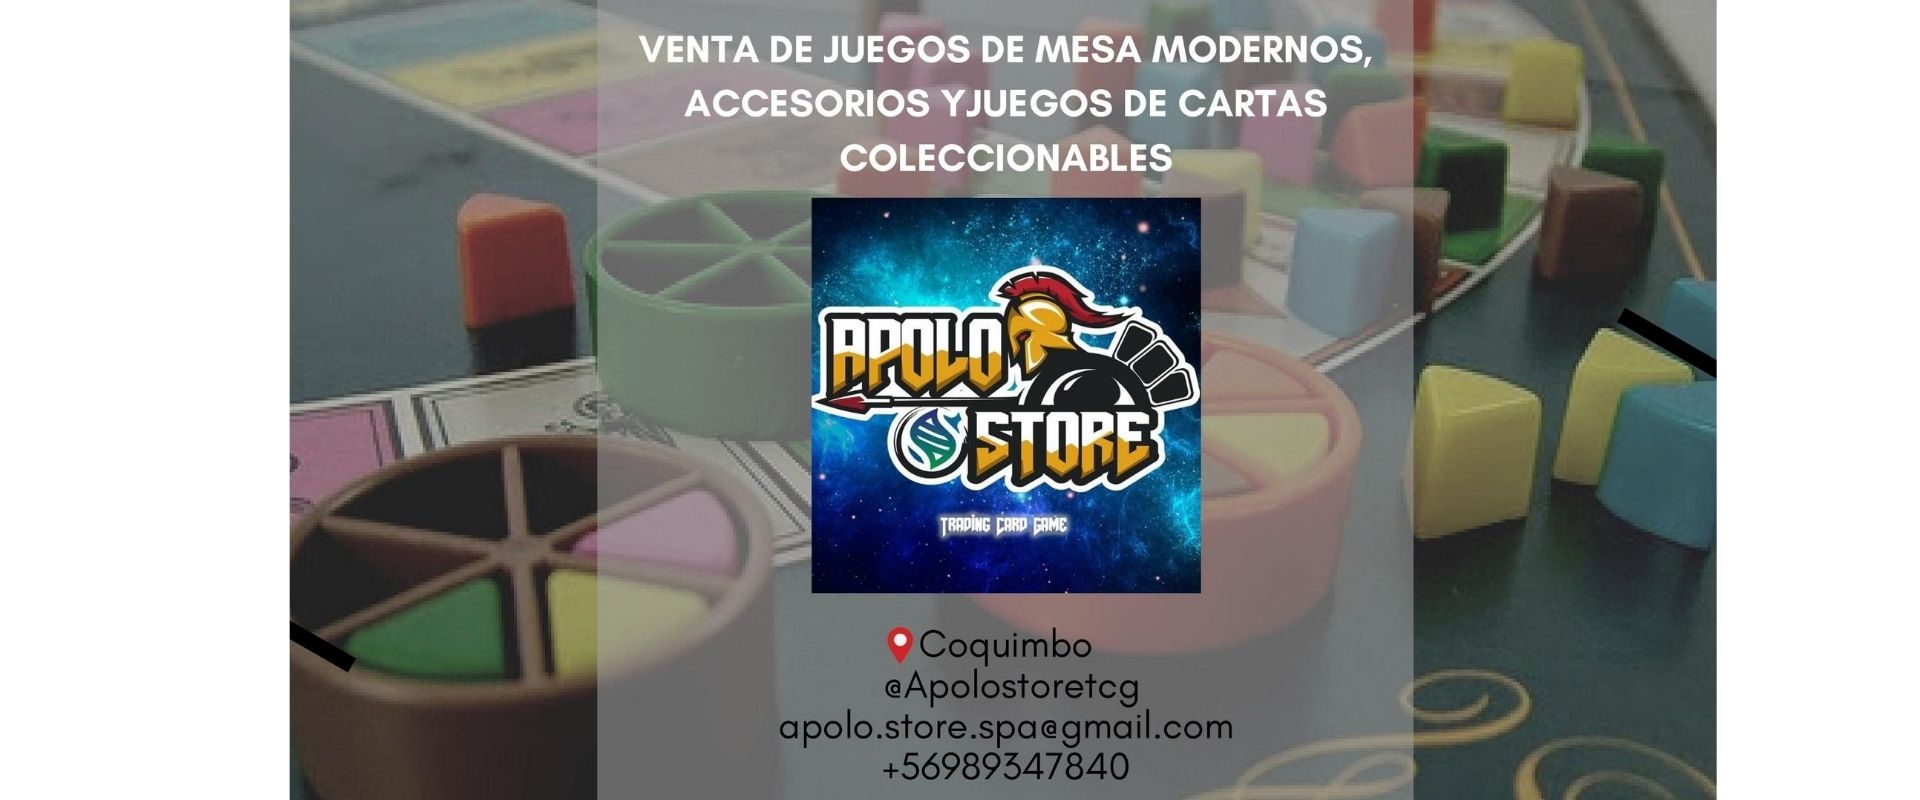 VENTA DE JUEGOS DE MESA MODERNOS,
ACCESORIOS YJUEGOS DE CARTAS
COLECCIONABLES
APOLO
STORE
TRADING CARD GAME
Coquimbo
@Apolostoretcg
apolo.store.spa@gmail.com
+56989347840